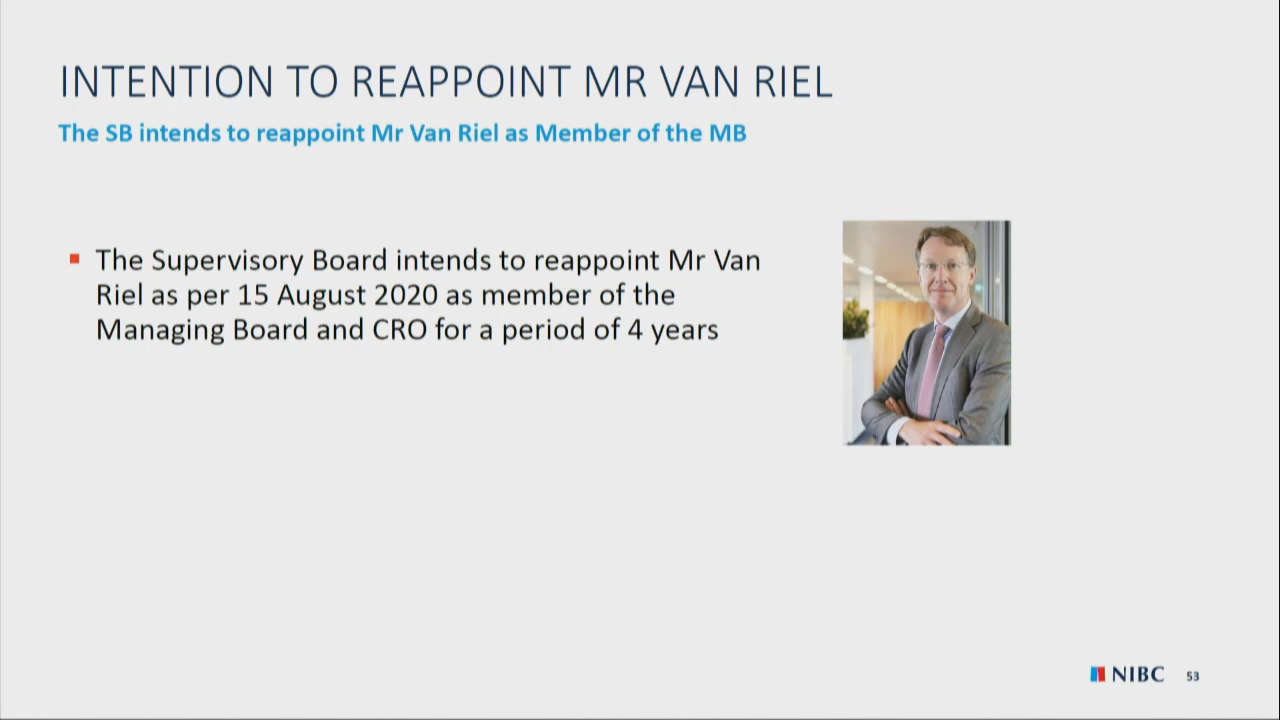 INTENTION TO REAPPOINT MR VAN RIEL
The SB intends to reappoint Mr Van Riel as Member of the MB
The Supervisory Board intends to reappoint Mr Van
Riel as per 15 August 2020 as member of the
Managing Board and CRO for a period of 4 years
NIBC 53